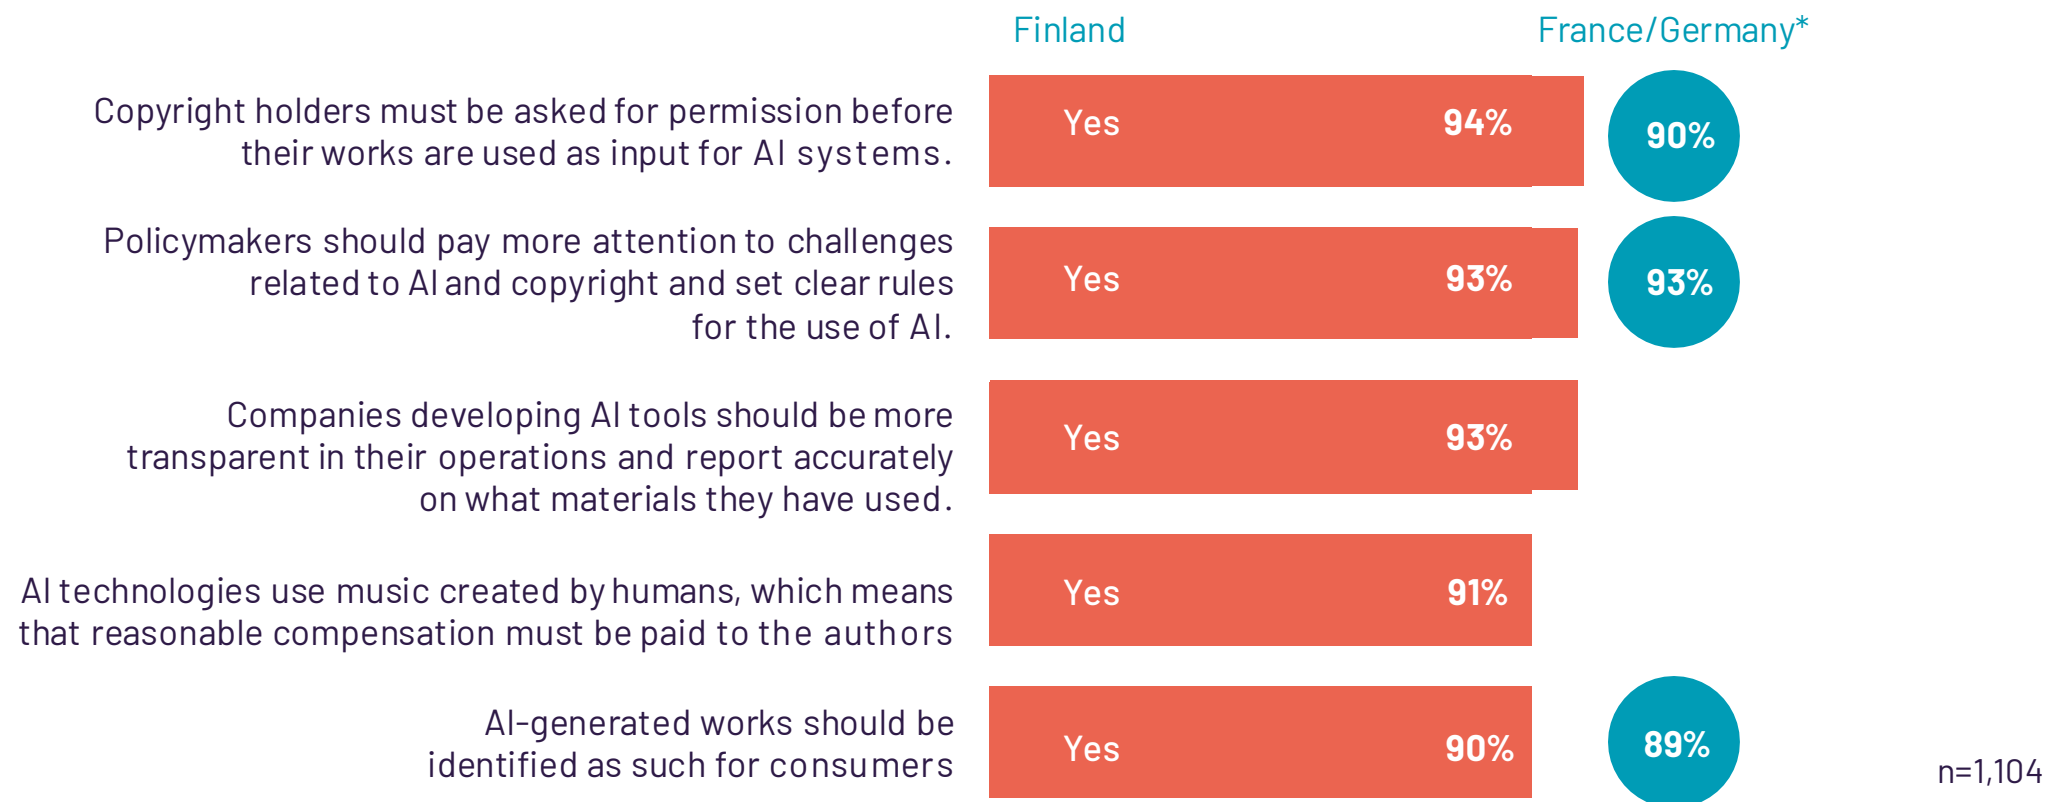 Finland France/Germany*
Copyright holders must be asked for permission before
their works are used as input for AI systems.
Yes 94% 90%
Policymakers should pay more attention to challenges
related to AI and copyright and set clear rules
for the use of AI.
Yes 93% 93%
Companies developing AI tools should be more
transparent in their operations and report accurately
on what materials they have used.
Yes 93%
AI technologies use music created by humans, which means
that reasonable compensation must be paid to the authors
Yes 91%
AI-generated works should be
identified as such for consumers
Yes 90% 89%
n=1,104